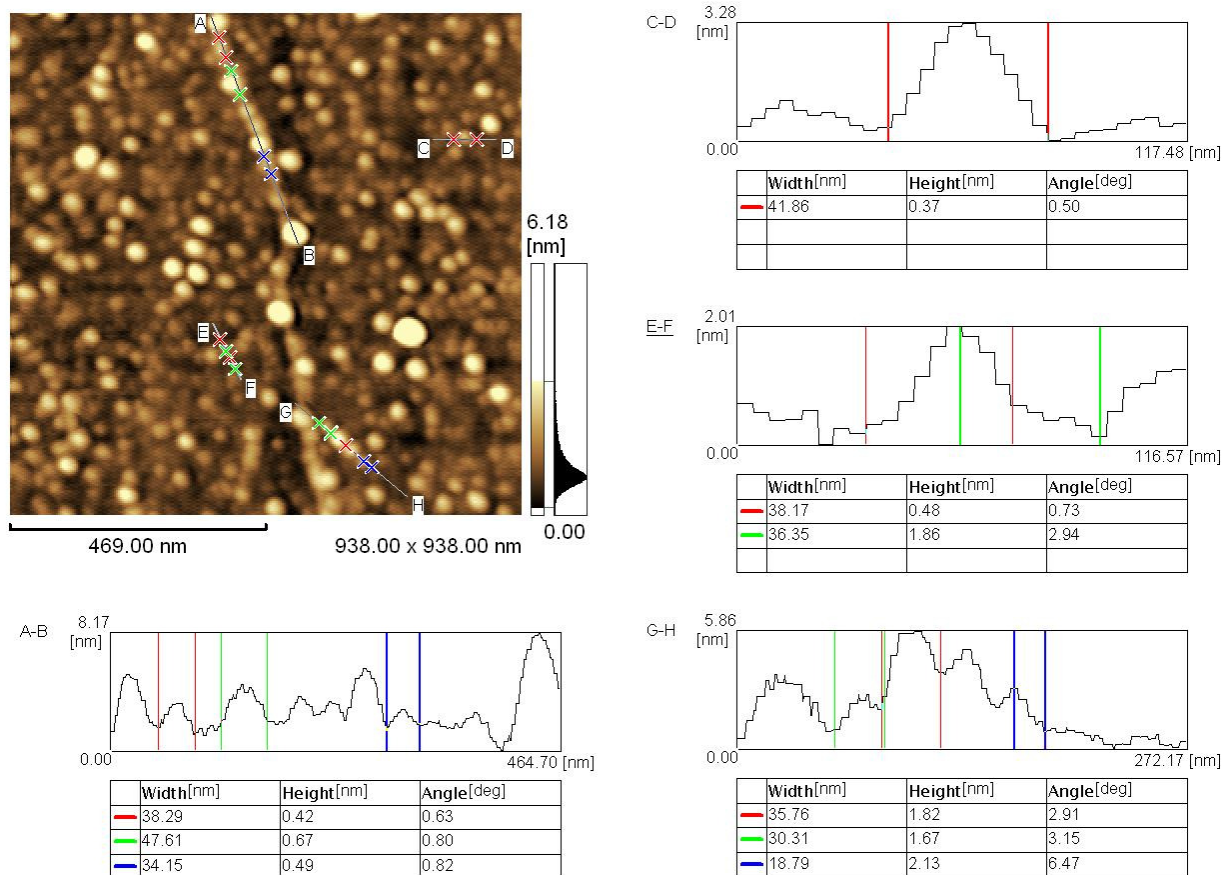 A
B
C
D
E
F
G
H
6.18
[nm]
0.00
469.00 nm
938.00 x 938.00 nm
C-D
3.28
[nm]
0.00
117.48 [nm]
Width[nm] Height[nm] Angle[deg]
41.86 0.37 0.50
E-F
2.01
[nm]
0.00
116.57 [nm]
Width[nm] Height[nm] Angle[deg]
38.17 0.48 0.73
36.35 1.86 2.94
A-B
8.17
[nm]
0.00
464.70 [nm]
Width[nm] Height[nm] Angle[deg]
38.29 0.42 0.63
47.61 0.67 0.80
34.15 0.49 0.82
G-H
5.86
[nm]
0.00
272.17 [nm]
Width[nm] Height[nm] Angle[deg]
35.76 1.82 2.91
30.31 1.67 3.15
18.79 2.13 6.47